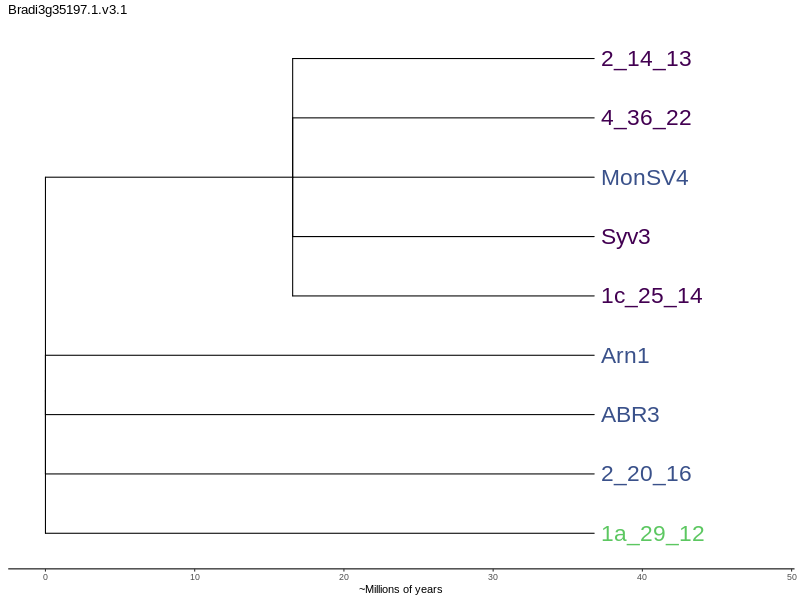 Bradi3g35197.1.v3.1
2_14_13
4_36_22
MonSV4
Syv3
1c_25_14
Arn1
ABR3
2_20_16
1a_29_12
0 10 20 30 40 50
~Millions of years